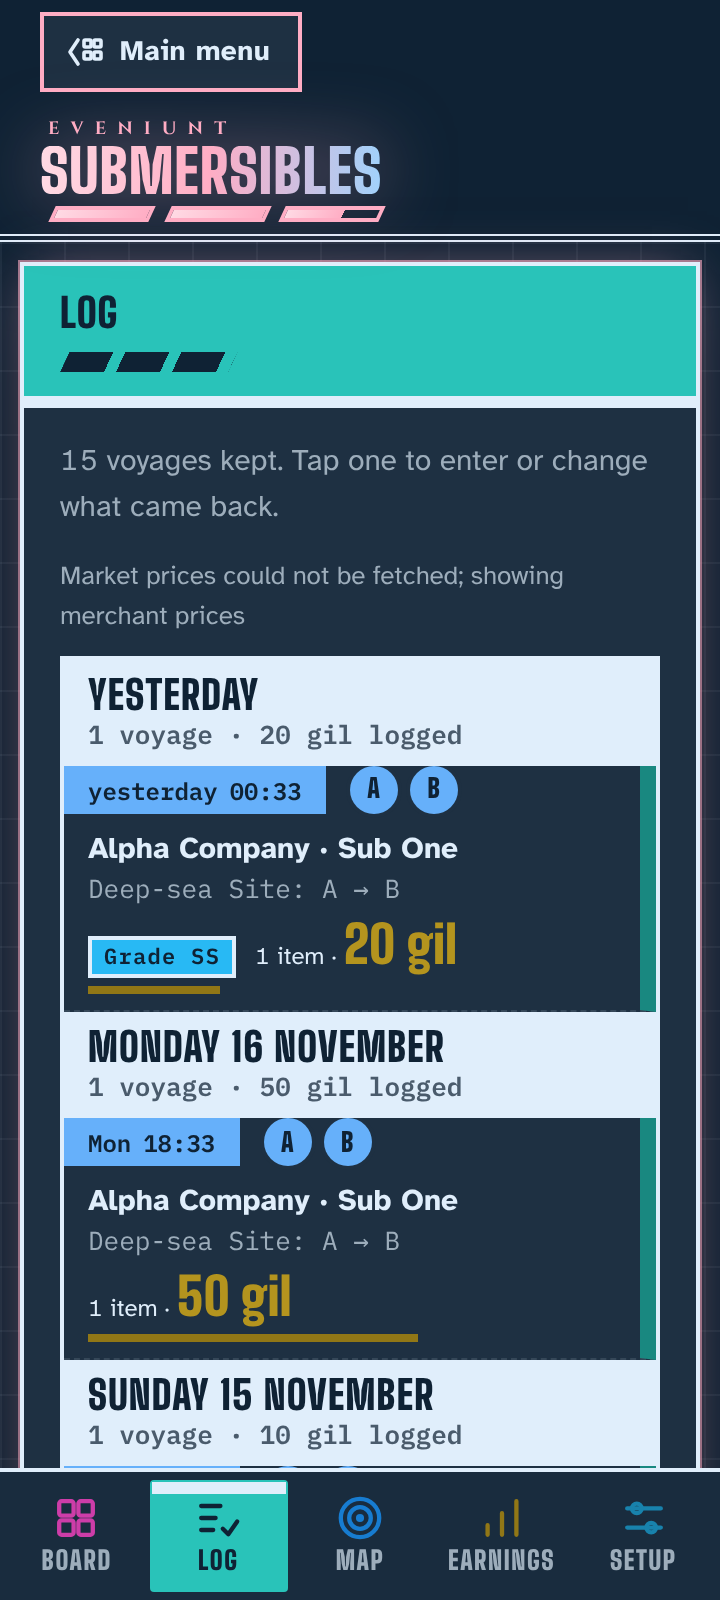 Main menu
EVENIUNT
SUBMERSIBLES
LOG
15 voyages kept. Tap one to enter or change
what came back.
Market prices could not be fetched; showing
merchant prices
YESTERDAY
1 voyage · 20 gil logged
yesterday 00:33 A B
Alpha Company · Sub One
Deep-sea Site: A → B
Grade SS 1 item · 20 gil
MONDAY 16 NOVEMBER
1 voyage · 50 gil logged
Mon 18:33 A B
Alpha Company · Sub One
Deep-sea Site: A → B
1 item · 50 gil
SUNDAY 15 NOVEMBER
1 voyage · 10 gil logged
BOARD LOG MAP EARNINGS SETUP